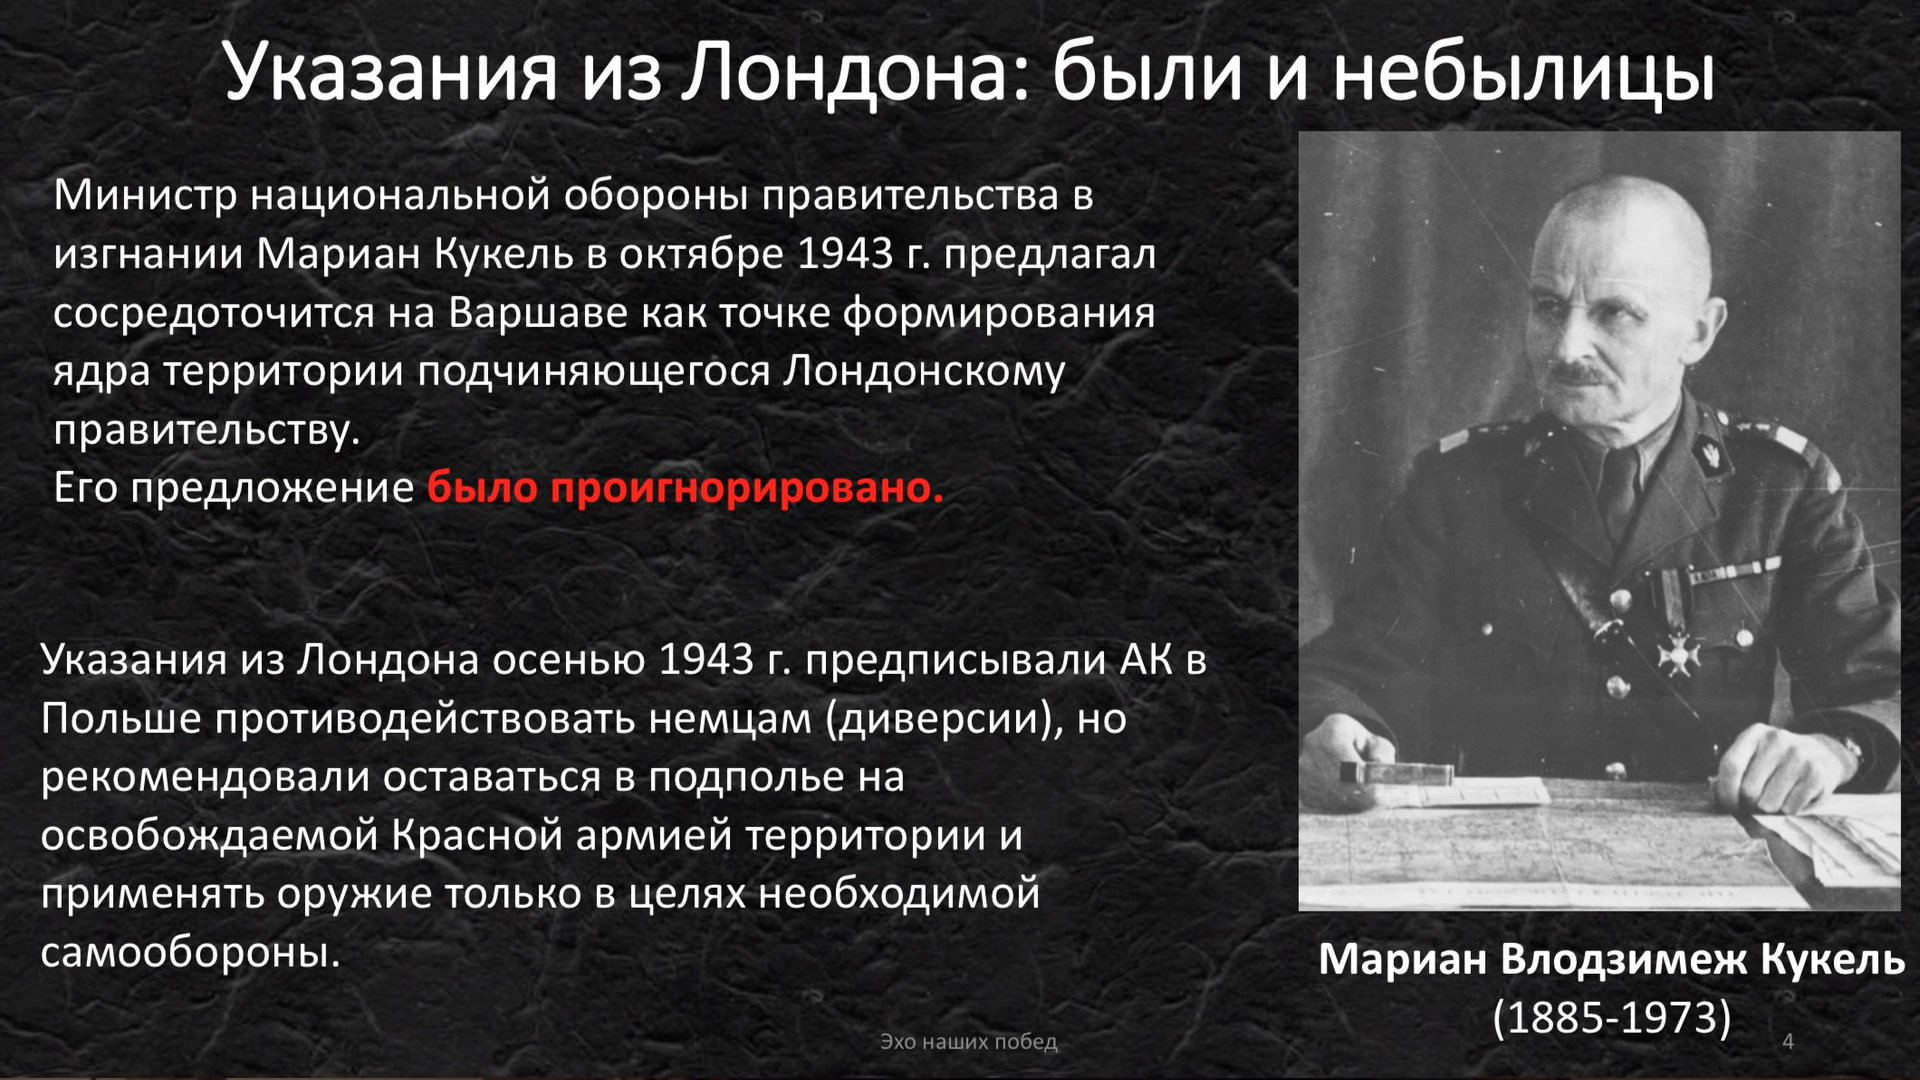 Указания из Лондона: были и небылицы
Министр национальной обороны правительства в
изгнании Мариан Кукель в октябре 1943 г. предлагал
сосредоточится на Варшаве как точке формирования
ядра территории подчиняющегося Лондонскому
правительству.
Его предложение было проигнорировано.
Указания из Лондона осенью 1943 г. предписывали АК в
Польше противодействовать немцам (диверсии), но
рекомендовали оставаться в подполье на
освобождаемой Красной армией территории и
применять оружие только в целях необходимой
самообороны.
Мариан Влодзимеж Кукель
(1885-1973)
Эхо наших побед
4